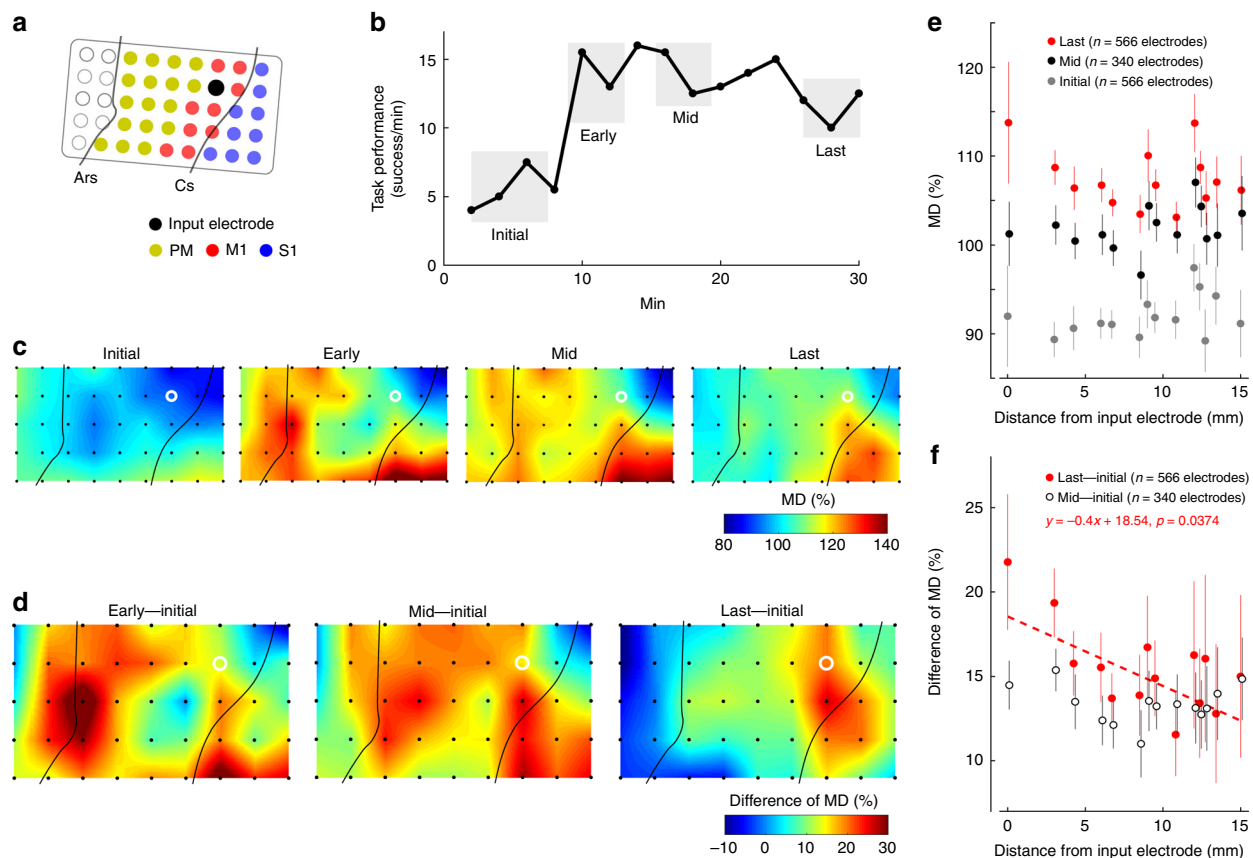 a
Ars
Cs
Input electrode
PM
M1
S1
b
Task performance
(success/min)
15
10
5
0
Initial
Early
Mid
Last
0
10
20
30
Min
c
Initial
Early
Mid
Last
MD (%)
80
100
120
140
d
Early—initial
Mid—initial
Last—initial
Difference of MD (%)
−10
0
10
20
30
e
Last (n = 566 electrodes)
Mid (n = 340 electrodes)
Initial (n = 566 electrodes)
MD (%)
120
110
100
90
0
5
10
15
Distance from input electrode (mm)
f
Last—initial (n = 566 electrodes)
Mid—initial (n = 340 electrodes)
y = −0.4x + 18.54, p = 0.0374
Difference of MD (%)
25
20
15
10
0
5
10
15
Distance from input electrode (mm)